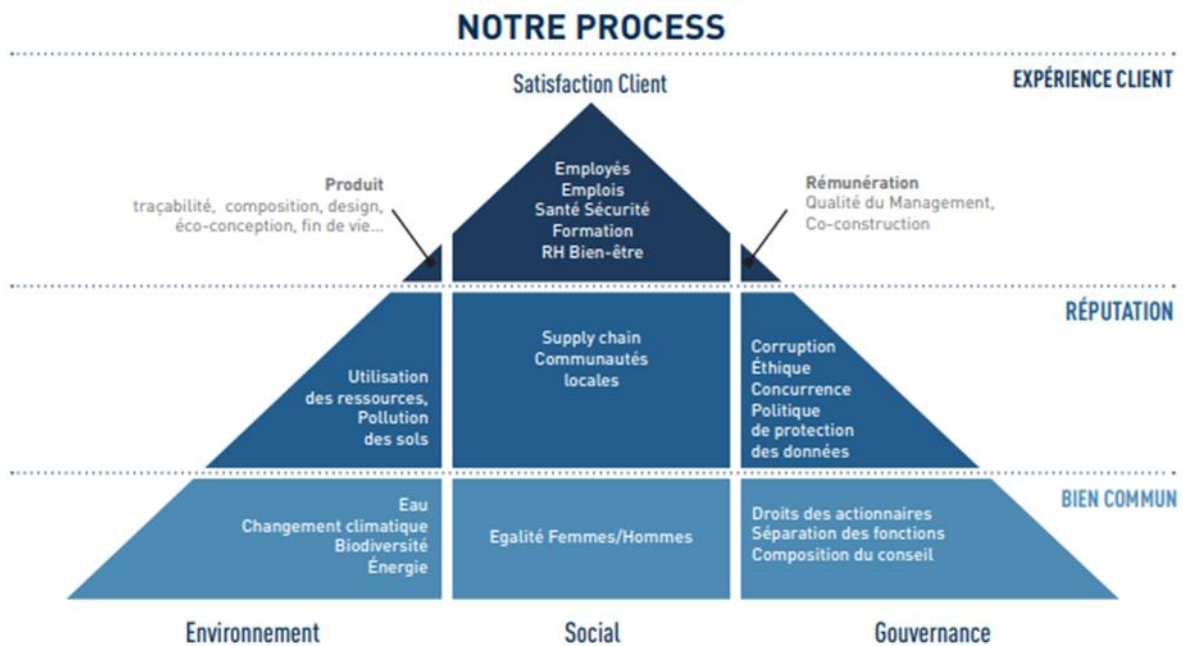 NOTRE PROCESS
EXPÉRIENCE CLIENT
Satisfaction Client
Produit
traçabilité, composition, design,
éco-conception, fin de vie...
Employés
Emplois
Santé Sécurité
Formation
RH Bien-être
Rémunération
Qualité du Management,
Co-construction
RÉPUTATION
Utilisation
des ressources,
Pollution
des sols
Supply chain
Communautés
locales
Corruption
Éthique
Concurrence
Politique
de protection
des données
BIEN COMMUN
Eau
Changement climatique
Biodiversité
Énergie
Egalité Femmes/Hommes
Droits des actionnaires
Séparation des fonctions
Composition du conseil
Environnement
Social
Gouvernance